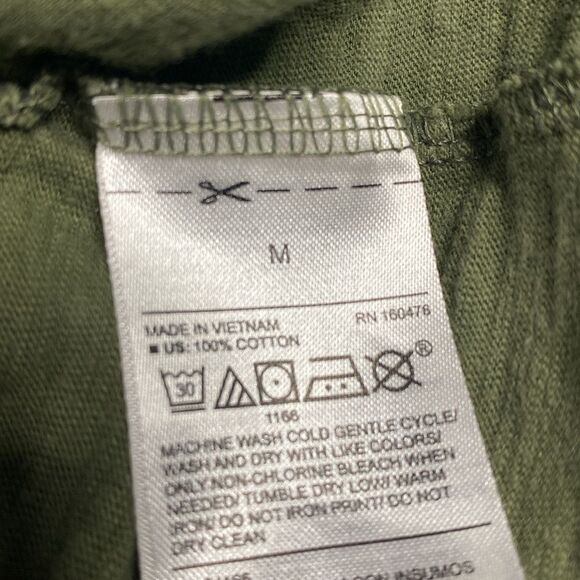 M
MADE IN VIETNAM RN 160476
■ US: 100% COTTON
30 ®
1166
MACHINE WASH COLD GENTLE CYCLE/
WASH AND DRY WITH LIKE COLORS/
ONLY NON-CHLORINE BLEACH WHEN
NEEDED/ TUMBLE DRY LOW/ WARM
IRON/ DO NOT IRON PRINT/ DO NOT
DRY CLEAN
CON INSUMOS